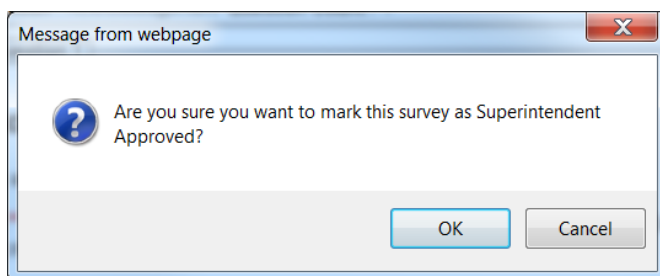 Message from webpage
Are you sure you want to mark this survey as Superintendent
Approved?
OK
Cancel